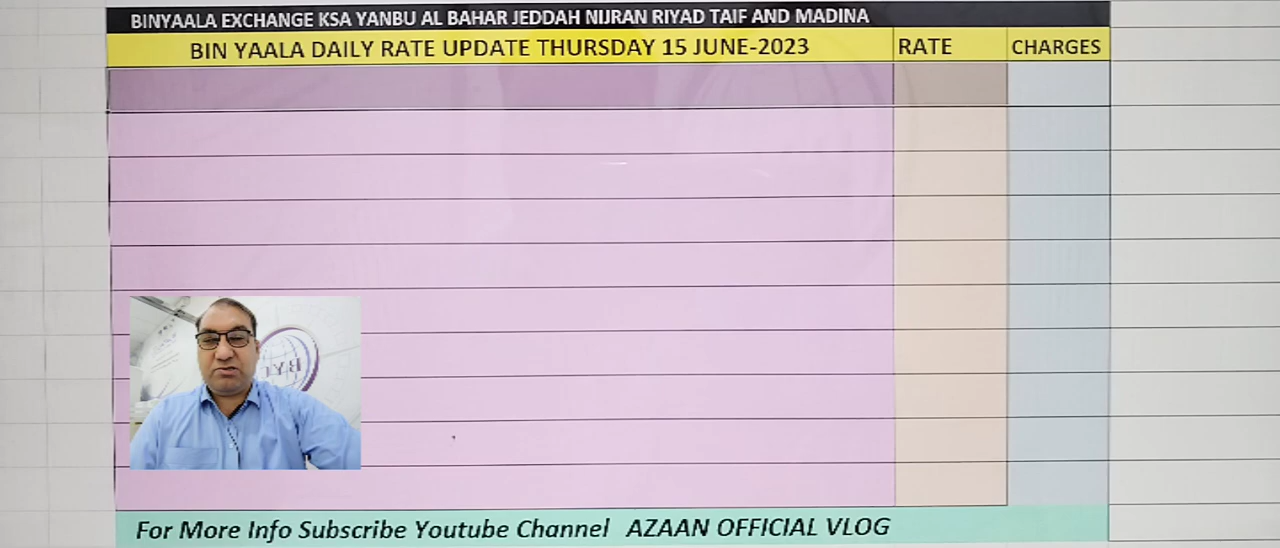 BINYAALA EXCHANGE KSA YANBU AL BAHAR JEDDAH NIJRAN RIYAD TAIF AND MADINA
BIN YAALA DAILY RATE UPDATE THURSDAY 15 JUNE-2023 RATE CHARGES
For More Info Subscribe Youtube Channel AZAAN OFFICIAL VLOG